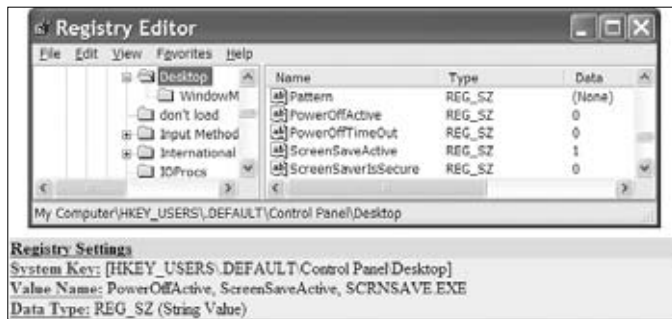 Registry Editor
File Edit View Favorites Help
Desktop
WindowM
don't load
Input Method
International
IOProcs
Name Type Data
Pattern REG_SZ (None)
PowerOffActive REG_SZ 0
PowerOffTimeOut REG_SZ 0
ScreenSaveActive REG_SZ 1
ScreenSaverIsSecure REG_SZ 0
My Computer\HKEY_USERS\.DEFAULT\Control Panel\Desktop
Registry Settings
System Key: [HKEY_USERS\.DEFAULT\Control Panel\Desktop]
Value Name: PowerOffActive, ScreenSaveActive, SCRNSAVE.EXE
Data Type: REG_SZ (String Value)